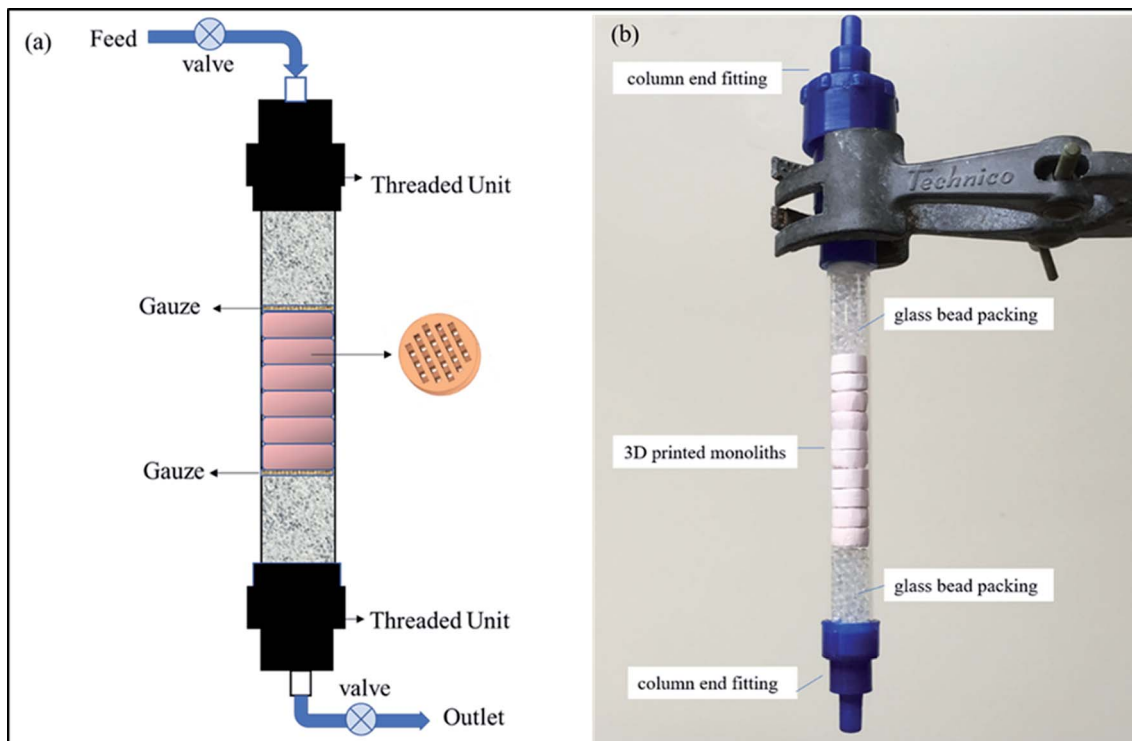 (a)
Feed
valve
Threaded Unit
Gauze
Gauze
Threaded Unit
valve
Outlet
(b)
column end fitting
Technico
glass bead packing
3D printed monoliths
glass bead packing
column end fitting